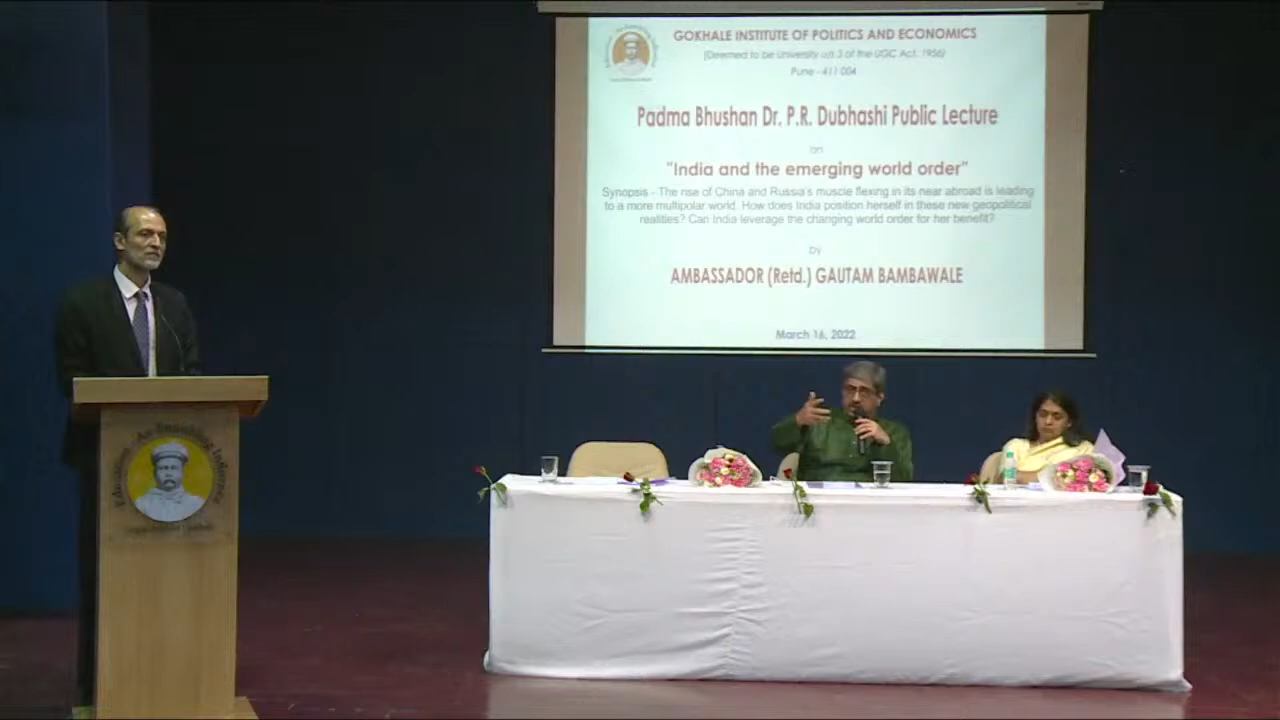 GOKHALE INSTITUTE OF POLITICS AND ECONOMICS
(Deemed to be University u/s 3 of the UGC Act, 1956)
Pune - 411 004
Padma Bhushan Dr. P.R. Dubhashi Public Lecture
on
"India and the emerging world order"
Synopsis - The rise of China and Russia's muscle flexing in its near abroad is leading
to a more multipolar world. How does India position herself in these new geopolitical
realities? Can India leverage the changing world order for her benefit?
by
AMBASSADOR (Retd.) GAUTAM BAMBAWALE
March 16, 2022